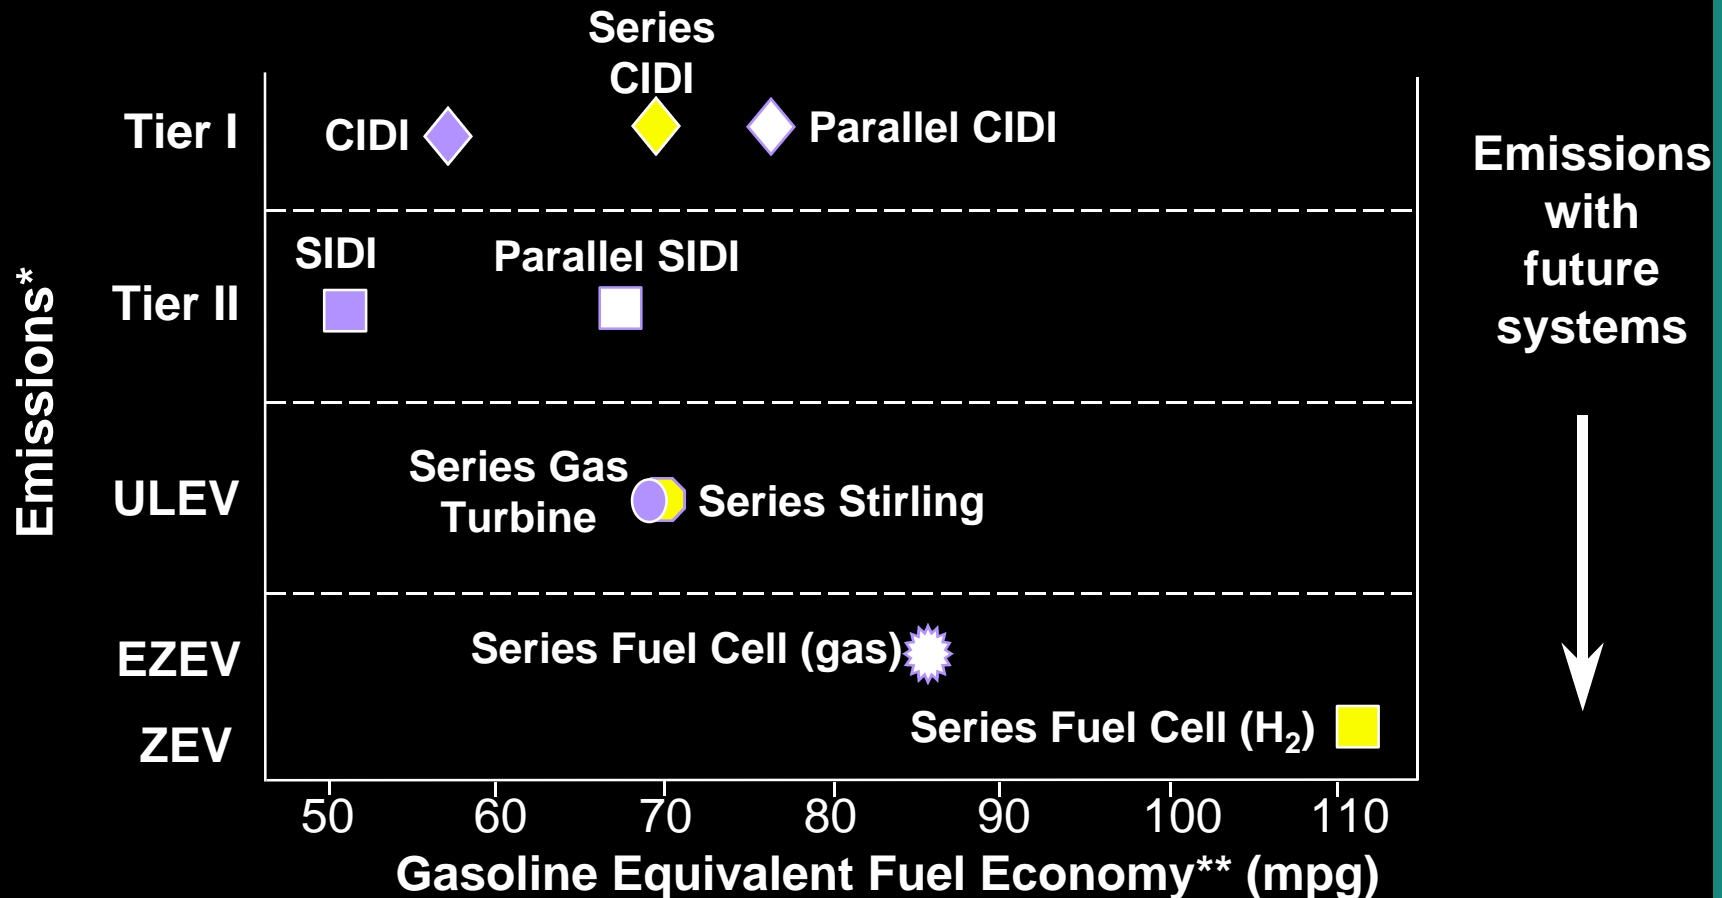 Series
CIDI
Tier I
CIDI
Parallel CIDI
Emissions
with
future
systems
SIDI
Parallel SIDI
Tier II
Emissions*
Series Gas
Turbine
Series Stirling
ULEV
EZEV
Series Fuel Cell (gas)
Series Fuel Cell (H₂)
ZEV
50 60 70 80 90 100 110
Gasoline Equivalent Fuel Economy** (mpg)